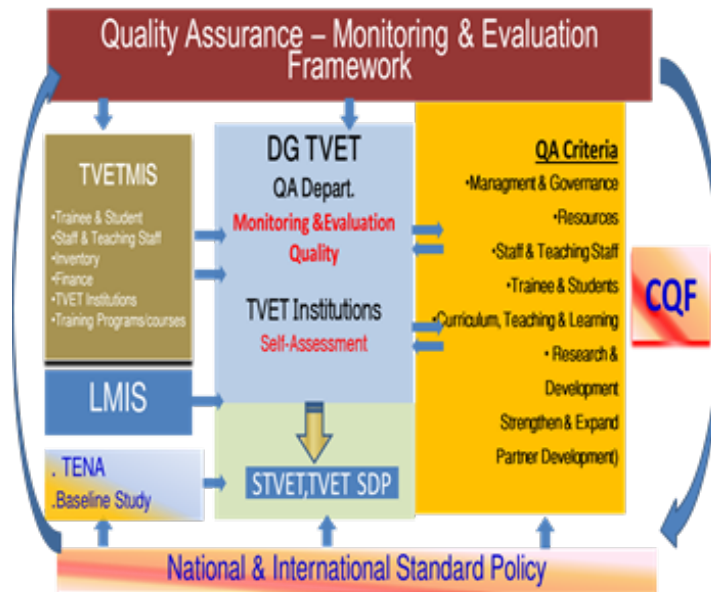 Quality Assurance – Monitoring & Evaluation
Framework
TVETMIS
•Trainee & Student
•Staff & Teaching Staff
•Inventory
•Finance
•TVET Institutions
•Training Programs/courses
LMIS
. TENA
.Baseline Study
DG TVET
QA Depart.
Monitoring &Evaluation
Quality
TVET Institutions
Self-Assessment
STVET,TVET SDP
QA Criteria
•Managment & Governance
•Resources
•Staff & Teaching Staff
•Trainee & Students
•Curriculum, Teaching & Learning
• Research &
Development
Strengthen & Expand
Partner Development)
CQF
National & International Standard Policy